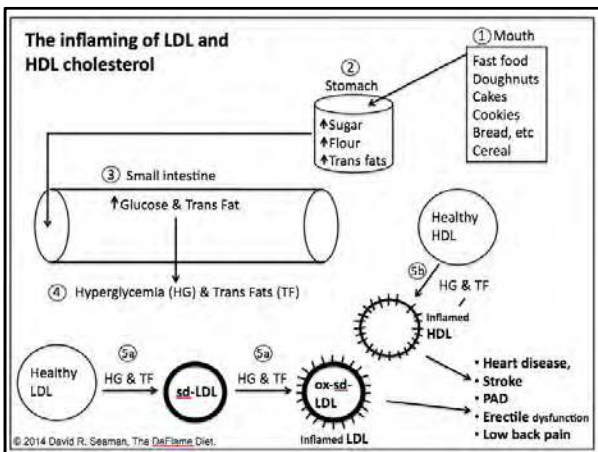 The inflaming of LDL and
HDL cholesterol
① Mouth
Fast food
Doughnuts
Cakes
Cookies
Bread, etc
Cereal
② Stomach
↑Sugar
↑Flour
↑Trans fats
③ Small intestine
↑Glucose & Trans Fat
④ Hyperglycemia (HG) & Trans Fats (TF)
Healthy
LDL
5a
HG & TF
sd-LDL
5a
HG & TF
ox-sd-
LDL
Inflamed LDL
Healthy
HDL
5b
HG & TF
Inflamed
HDL
• Heart disease,
• Stroke
• PAD
• Erectile dysfunction
• Low back pain
© 2014 David R. Seaman, The DeFlame Diet.